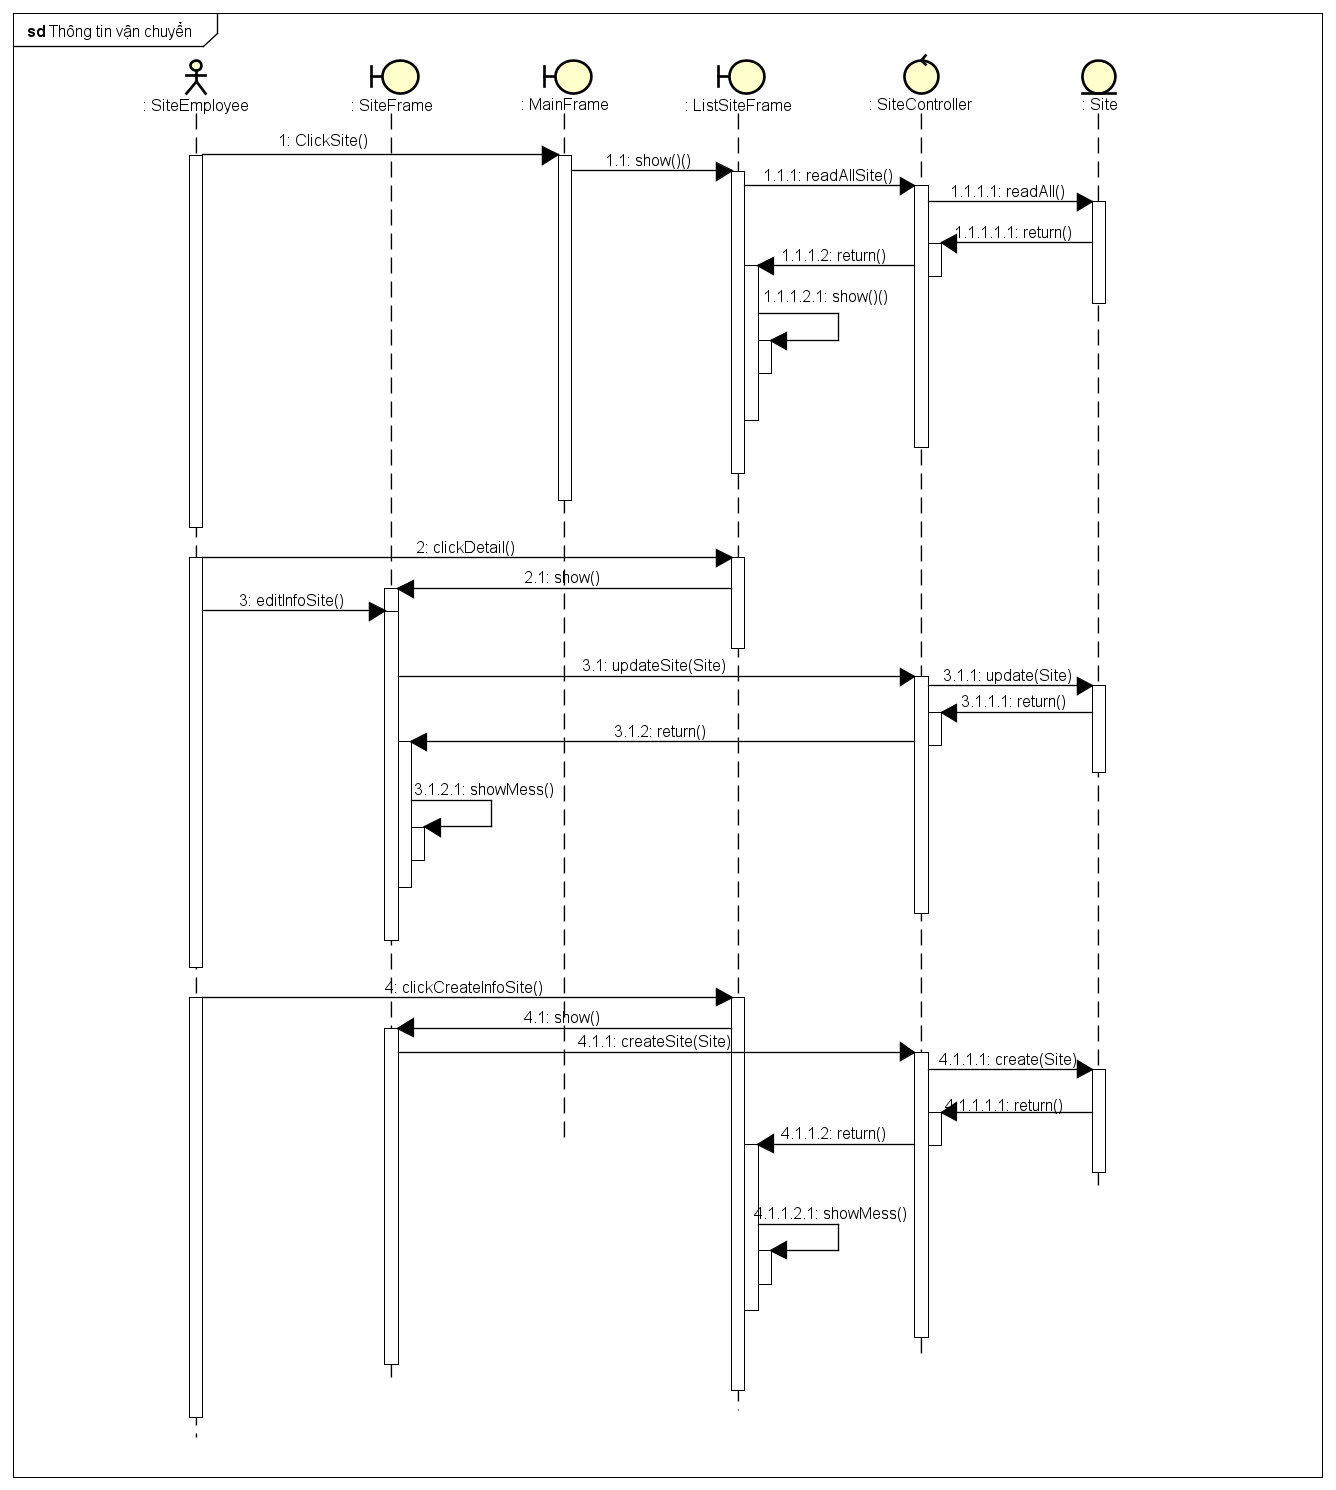 sd Thông tin vận chuyển
: SiteEmployee
: SiteFrame
: MainFrame
: ListSiteFrame
: SiteController
: Site
1: ClickSite()
1.1: show()()
1.1.1: readAllSite()
1.1.1.1: readAll()
1.1.1.1.1: return()
1.1.1.2: return()
1.1.1.2.1: show()()
2: clickDetail()
2.1: show()
3: editInfoSite()
3.1: updateSite(Site)
3.1.1: update(Site)
3.1.1.1: return()
3.1.2: return()
3.1.2.1: showMess()
4: clickCreateInfoSite()
4.1: show()
4.1.1: createSite(Site)
4.1.1.1: create(Site)
4.1.1.1.1: return()
4.1.1.2: return()
4.1.1.2.1: showMess()